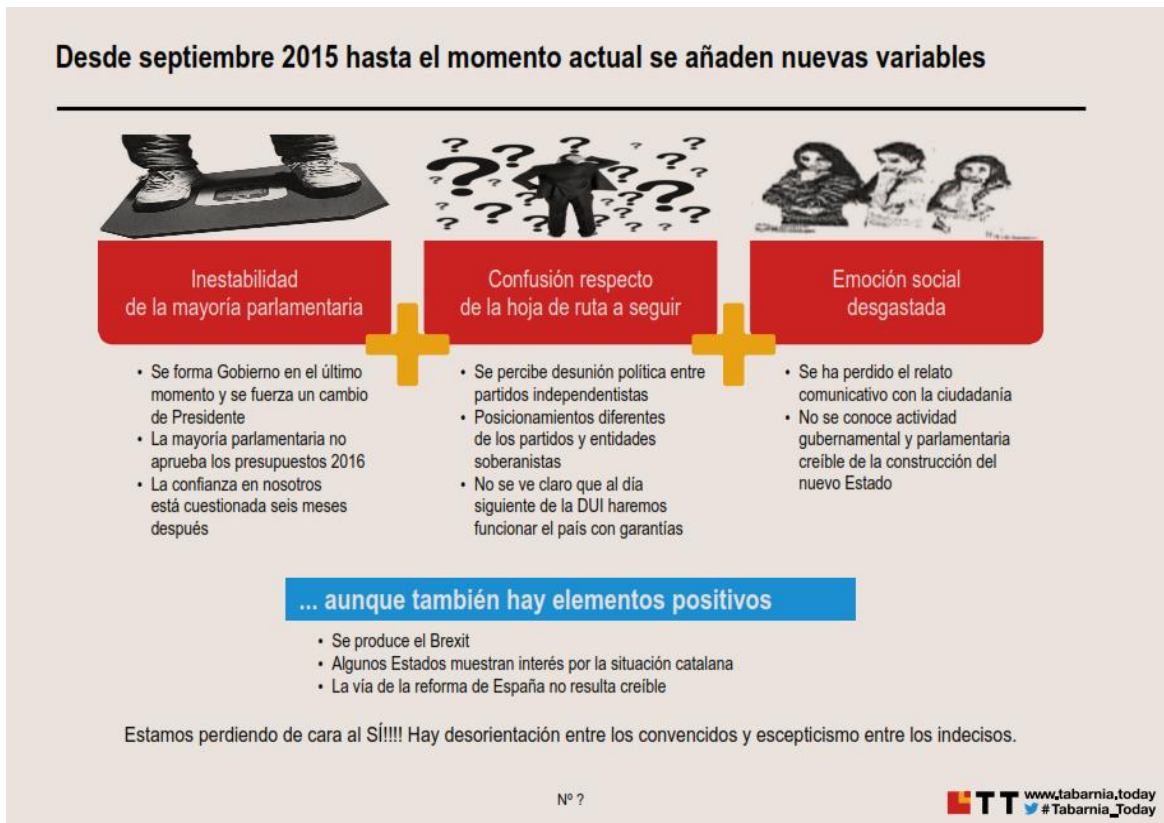 Desde septiembre 2015 hasta el momento actual se añaden nuevas variables
Inestabilidad
de la mayoría parlamentaria
Confusión respecto
de la hoja de ruta a seguir
Emoción social
desgastada
• Se forma Gobierno en el último
momento y se fuerza un cambio
de Presidente
• La mayoría parlamentaria no
aprueba los presupuestos 2016
• La confianza en nosotros
está cuestionada seis meses
después
• Se percibe desunión política entre
partidos independentistas
• Posicionamientos diferentes
de los partidos y entidades
soberanistas
• No se ve claro que al día
siguiente de la DUI haremos
funcionar el país con garantías
• Se ha perdido el relato
comunicativo con la ciudadanía
• No se conoce actividad
gubernamental y parlamentaria
creíble de la construcción del
nuevo Estado
... aunque también hay elementos positivos
• Se produce el Brexit
• Algunos Estados muestran interés por la situación catalana
• La vía de la reforma de España no resulta creíble
Estamos perdiendo de cara al SÍ!!!! Hay desorientación entre los convencidos y escepticismo entre los indecisos.
Nº ?
TT www.tabarnia.today
#Tabarnia_Today